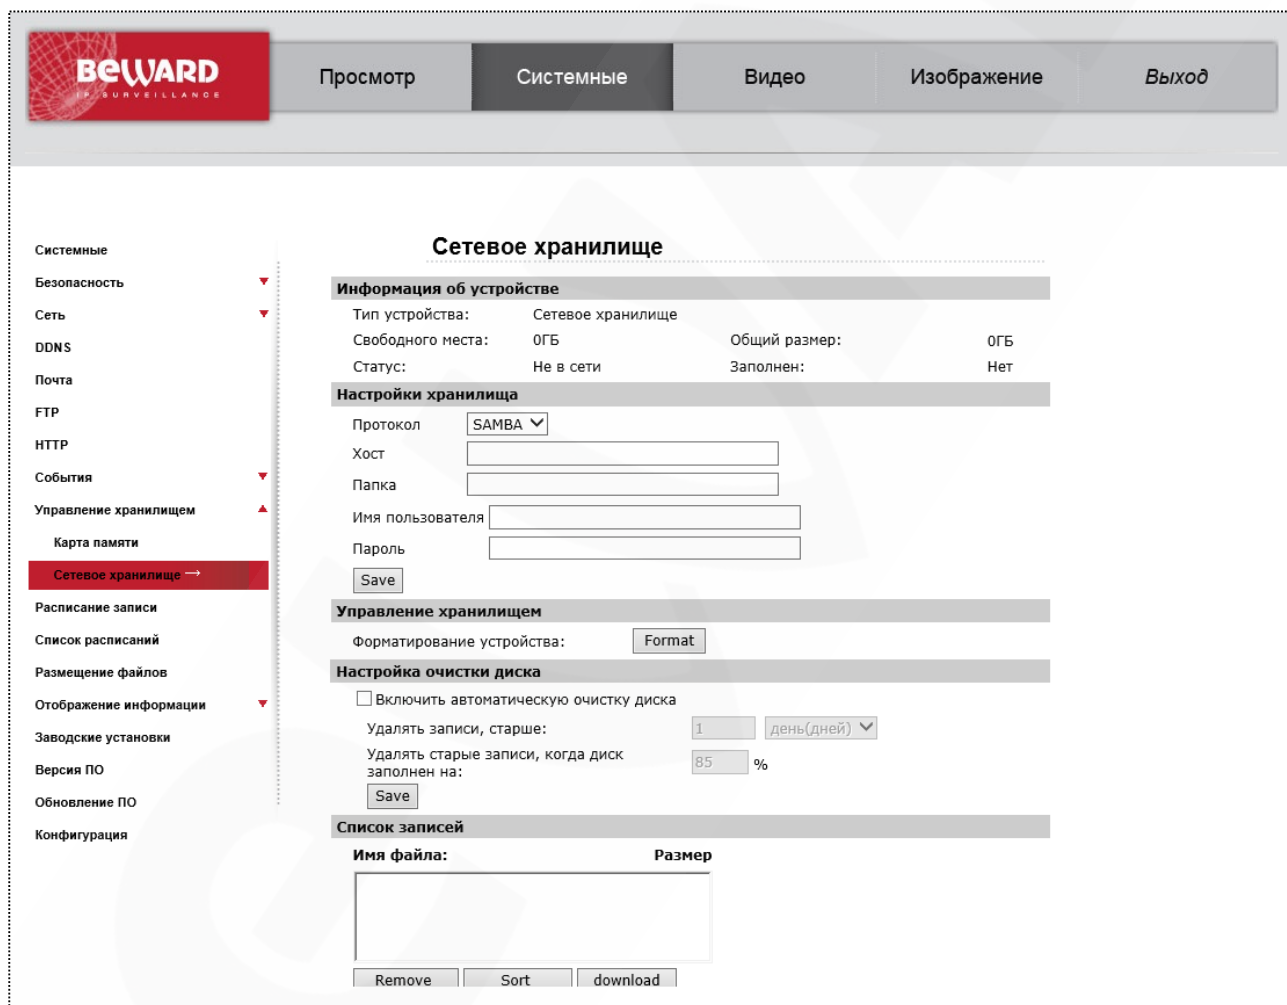 BEWARD
IP SURVEILLANCE
Просмотр Системные Видео Изображение Выход
Системные
Безопасность
Сеть
DDNS
Почта
FTP
HTTP
События
Управление хранилищем
Карта памяти
Сетевое хранилище →
Расписание записи
Список расписаний
Размещение файлов
Отображение информации
Заводские установки
Версия ПО
Обновление ПО
Конфигурация
Сетевое хранилище
Информация об устройстве
Тип устройства: Сетевое хранилище
Свободного места: 0ГБ Общий размер: 0ГБ
Статус: Не в сети Заполнен: Нет
Настройки хранилища
Протокол SAMBA
Хост
Папка
Имя пользователя
Пароль
Save
Управление хранилищем
Форматирование устройства: Format
Настройка очистки диска
Включить автоматическую очистку диска
Удалять записи, старше: 1 день(дней)
Удалять старые записи, когда диск
заполнен на: 85 %
Save
Список записей
Имя файла: Размер
Remove Sort download